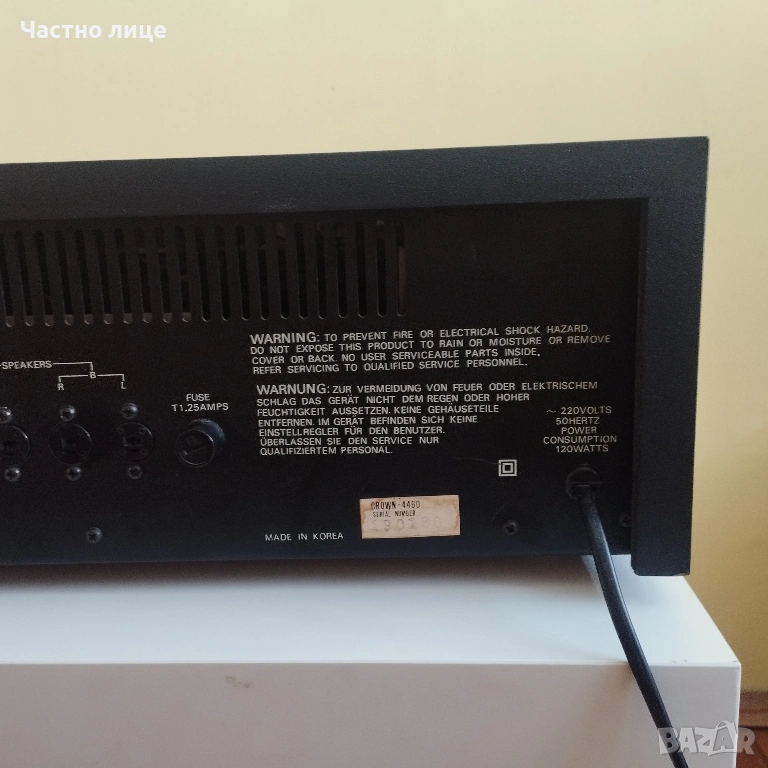 Частно лице
WARNING: TO PREVENT FIRE OR ELECTRICAL SHOCK HAZARD.
DO NOT EXPOSE THIS PRODUCT TO RAIN OR MOISTURE OR REMOVE
COVER OR BACK. NO USER SERVICEABLE PARTS INSIDE.
REFER SERVICING TO QUALIFIED SERVICE PERSONNEL.
SPEAKERS
B
R L
FUSE
T1.25AMPS
WARNUNG: ZUR VERMEIDUNG VON FEUER ODER ELEKTRISCHEM
SCHLAG DAS GERÄT NICHT DEM REGEN ODER HOHER
FEUCHTIGKEIT AUSSETZEN. KEINE GEHÄUSETEILE
ENTFERNEN. IM GERÄT BEFINDEN SICH KEINE
EINSTELLREGLER FÜR DEN BENUTZER.
ÜBERLASSEN SIE DEN SERVICE NUR
QUALIFIZIERTEM PERSONAL.
~ 220VOLTS
50HERTZ
POWER
CONSUMPTION
120WATTS
CROWN-4460
SERIAL NUMBER
MADE IN KOREA
BAZAR